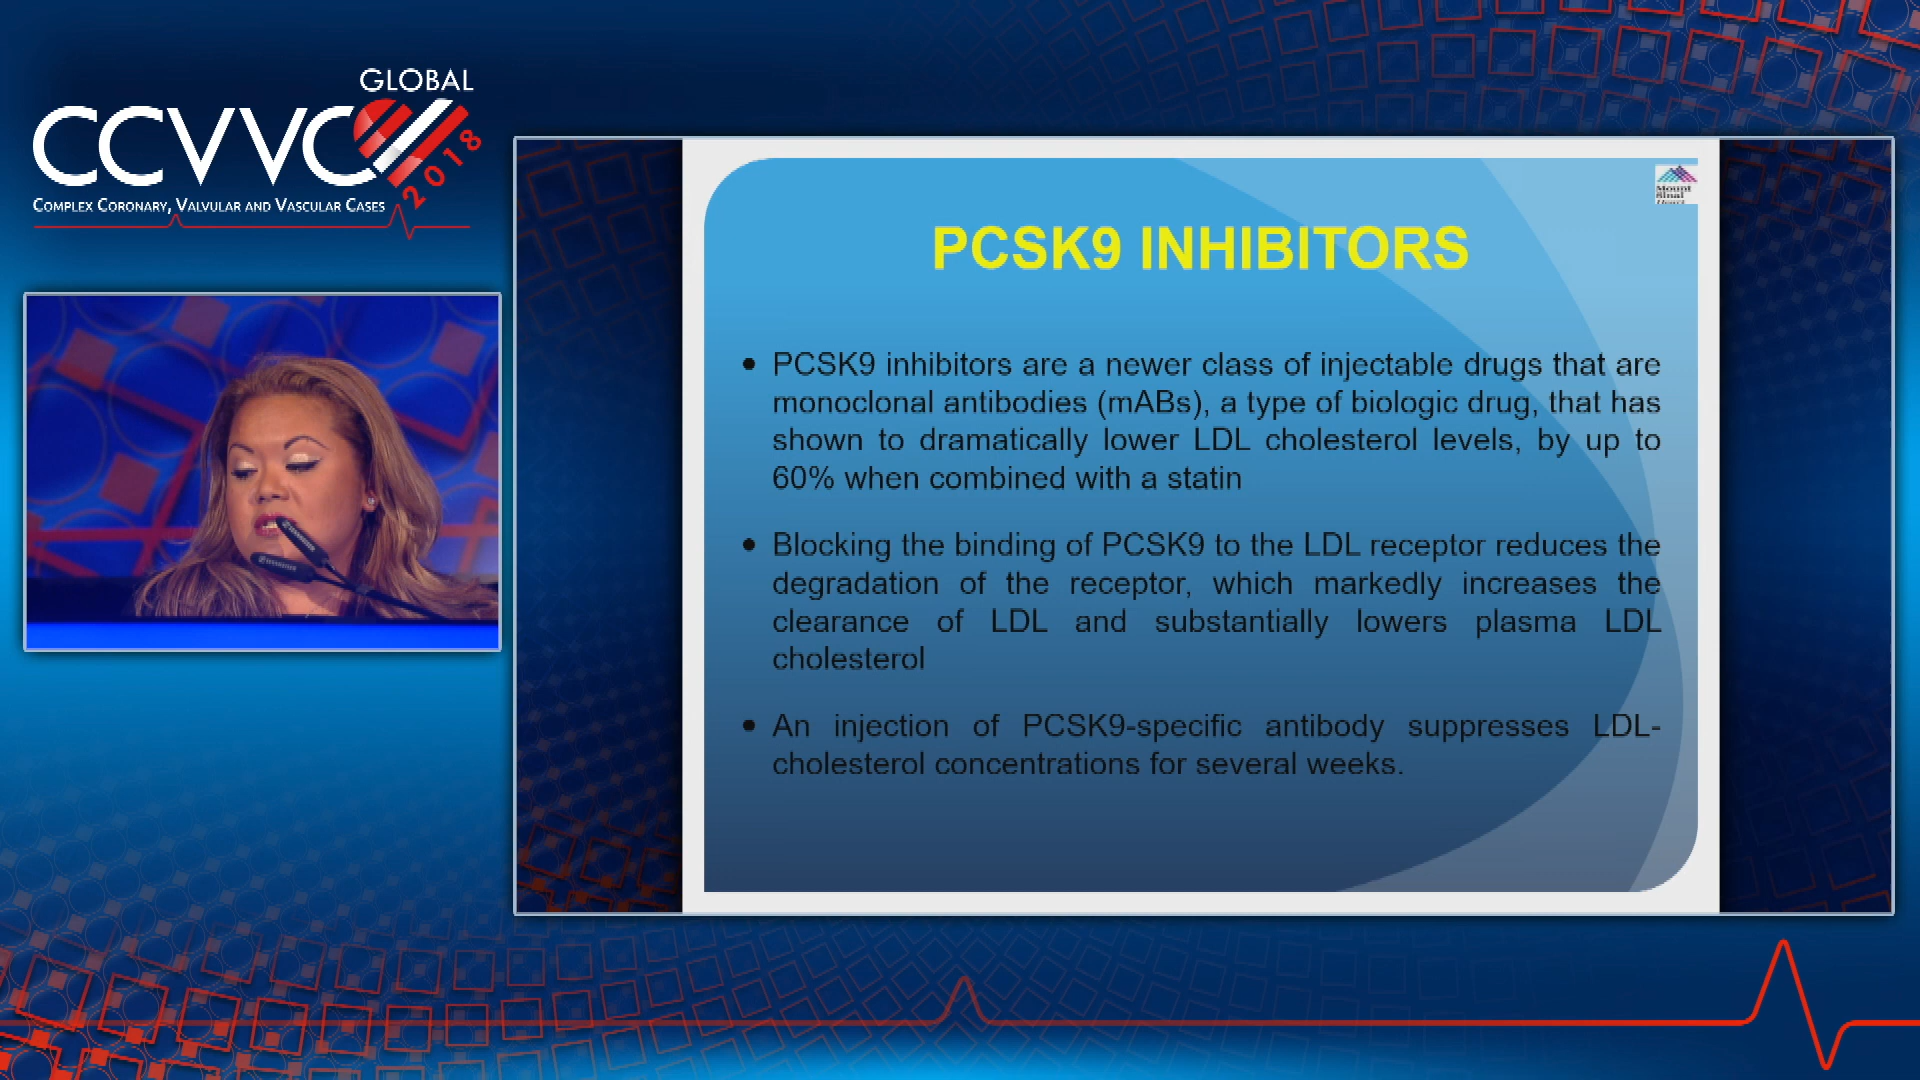 GLOBAL
CCVVC
2018
COMPLEX CORONARY, VALVULAR AND VASCULAR CASES
Mount
Sinai
Heart
PCSK9 INHIBITORS
• PCSK9 inhibitors are a newer class of injectable drugs that are
monoclonal antibodies (mABs), a type of biologic drug, that has
shown to dramatically lower LDL cholesterol levels, by up to
60% when combined with a statin
• Blocking the binding of PCSK9 to the LDL receptor reduces the
degradation of the receptor, which markedly increases the
clearance of LDL and substantially lowers plasma LDL
cholesterol
• An injection of PCSK9-specific antibody suppresses LDL-
cholesterol concentrations for several weeks.